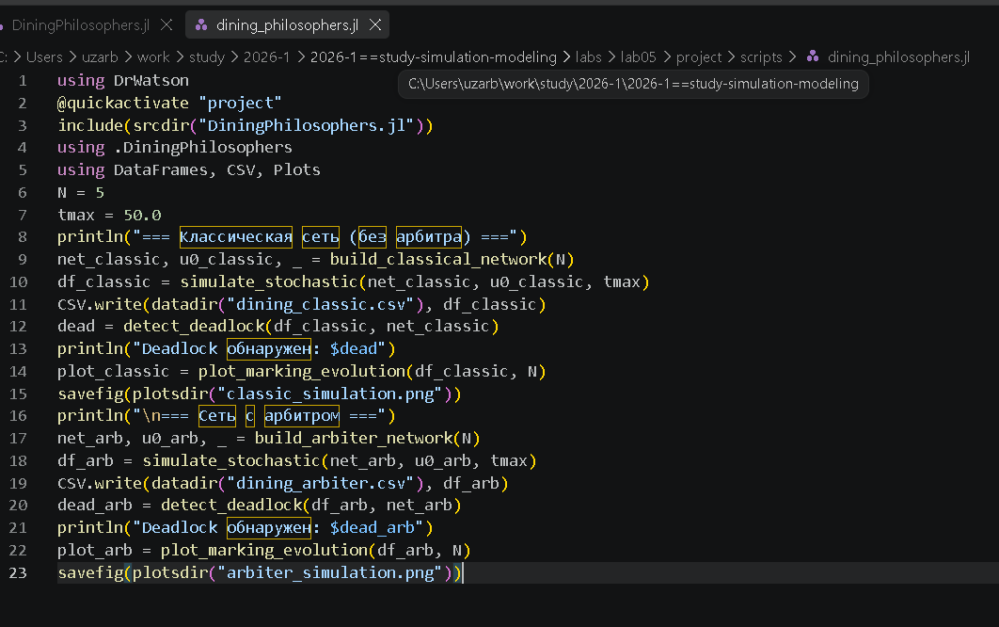 DiningPhilosophers.jl
dining_philosophers.jl
C: > Users > uzarb > work > study > 2026-1 > 2026-1==study-simulation-modeling > labs > lab05 > project > scripts > dining_philosophers.jl
C:\Users\uzarb\work\study\2026-1\2026-1==study-simulation-modeling
1 using DrWatson
2 @quickactivate "project"
3 include(srcdir("DiningPhilosophers.jl"))
4 using .DiningPhilosophers
5 using DataFrames, CSV, Plots
6 N = 5
7 tmax = 50.0
8 println("=== Классическая сеть (без арбитра) ===")
9 net_classic, u0_classic, _ = build_classical_network(N)
10 df_classic = simulate_stochastic(net_classic, u0_classic, tmax)
11 CSV.write(datadir("dining_classic.csv"), df_classic)
12 dead = detect_deadlock(df_classic, net_classic)
13 println("Deadlock обнаружен: $dead")
14 plot_classic = plot_marking_evolution(df_classic, N)
15 savefig(plotsdir("classic_simulation.png"))
16 println("\n=== Сеть с арбитром ===")
17 net_arb, u0_arb, _ = build_arbiter_network(N)
18 df_arb = simulate_stochastic(net_arb, u0_arb, tmax)
19 CSV.write(datadir("dining_arbiter.csv"), df_arb)
20 dead_arb = detect_deadlock(df_arb, net_arb)
21 println("Deadlock обнаружен: $dead_arb")
22 plot_arb = plot_marking_evolution(df_arb, N)
23 savefig(plotsdir("arbiter_simulation.png"))